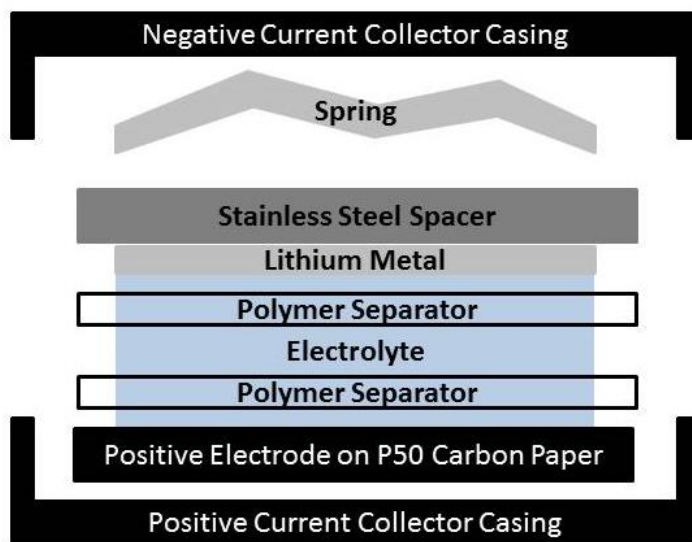 Negative Current Collector Casing
Spring
Stainless Steel Spacer
Lithium Metal
Polymer Separator
Electrolyte
Polymer Separator
Positive Electrode on P50 Carbon Paper
Positive Current Collector Casing